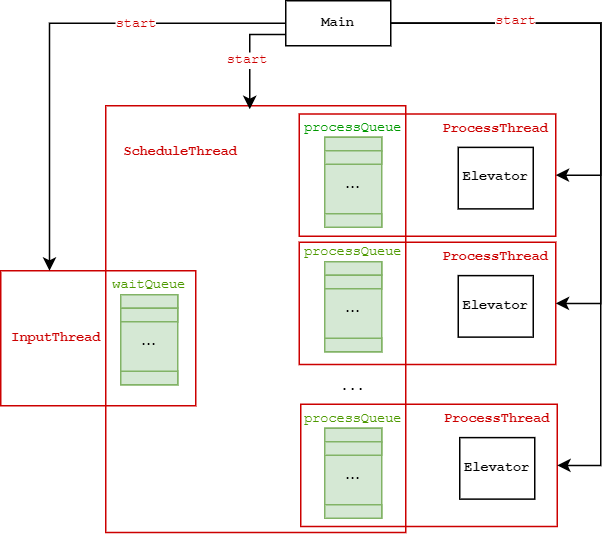 Main
start
start
start
processQueue
ProcessThread
ScheduleThread
Elevator
...
processQueue
ProcessThread
waitQueue
Elevator
...
InputThread
...
...
processQueue
ProcessThread
Elevator
...